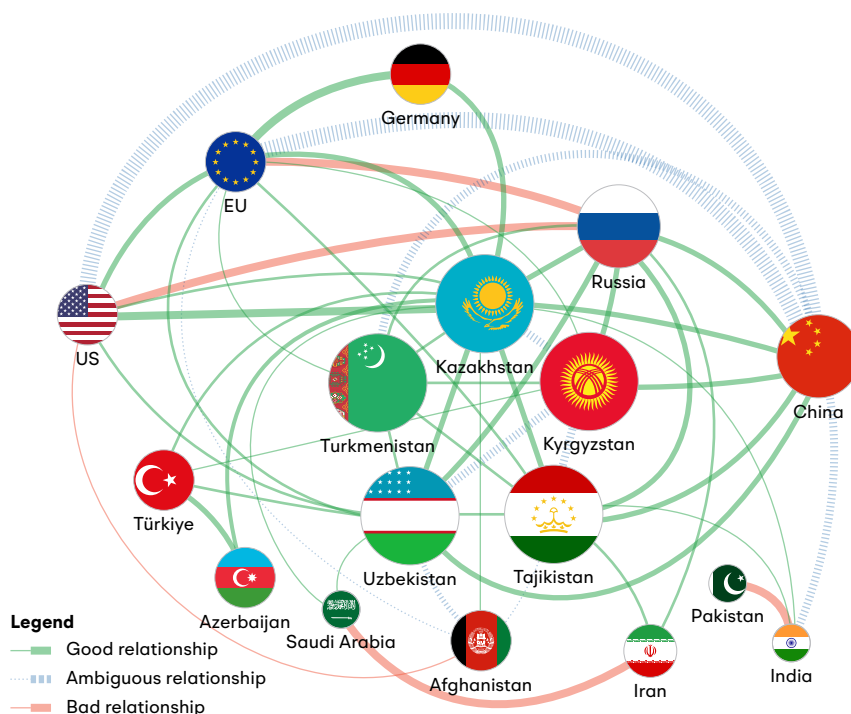 Germany
EU
Russia
US
Kazakhstan
China
Turkmenistan
Kyrgyzstan
Türkiye
Uzbekistan
Tajikistan
Azerbaijan
Saudi Arabia
Afghanistan
Iran
Pakistan
India
Legend
Good relationship
Ambiguous relationship
Bad relationship